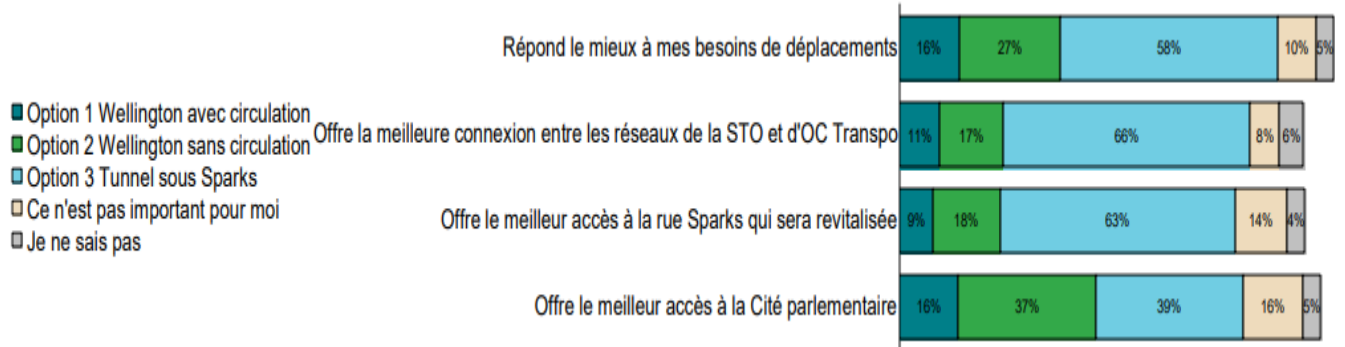 Répond le mieux à mes besoins de déplacements 16% 27% 58% 10% 5%
Option 1 Wellington avec circulation
Option 2 Wellington sans circulation
Option 3 Tunnel sous Sparks
Ce n'est pas important pour moi
Je ne sais pas
Offre la meilleure connexion entre les réseaux de la STO et d'OC Transpo 11% 17% 66% 8% 6%
Offre le meilleur accès à la rue Sparks qui sera revitalisée 9% 18% 63% 14% 4%
Offre le meilleur accès à la Cité parlementaire 16% 37% 39% 16% 5%